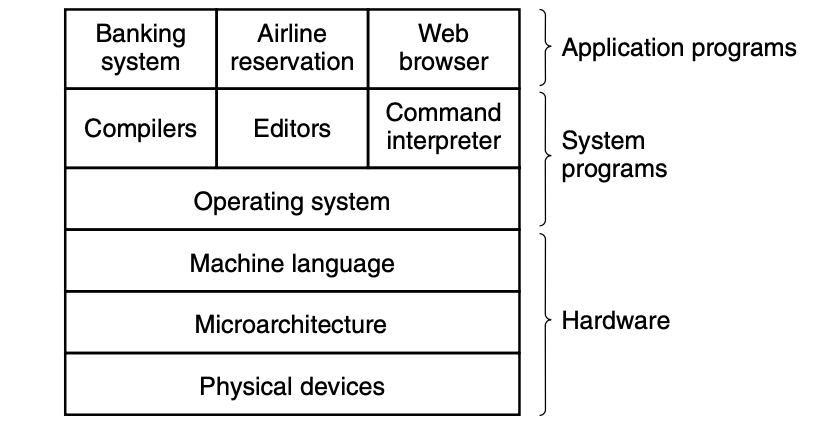 Banking
system
Airline
reservation
Web
browser
Application programs
Compilers
Editors
Command
interpreter
System
programs
Operating system
Machine language
Microarchitecture
Hardware
Physical devices